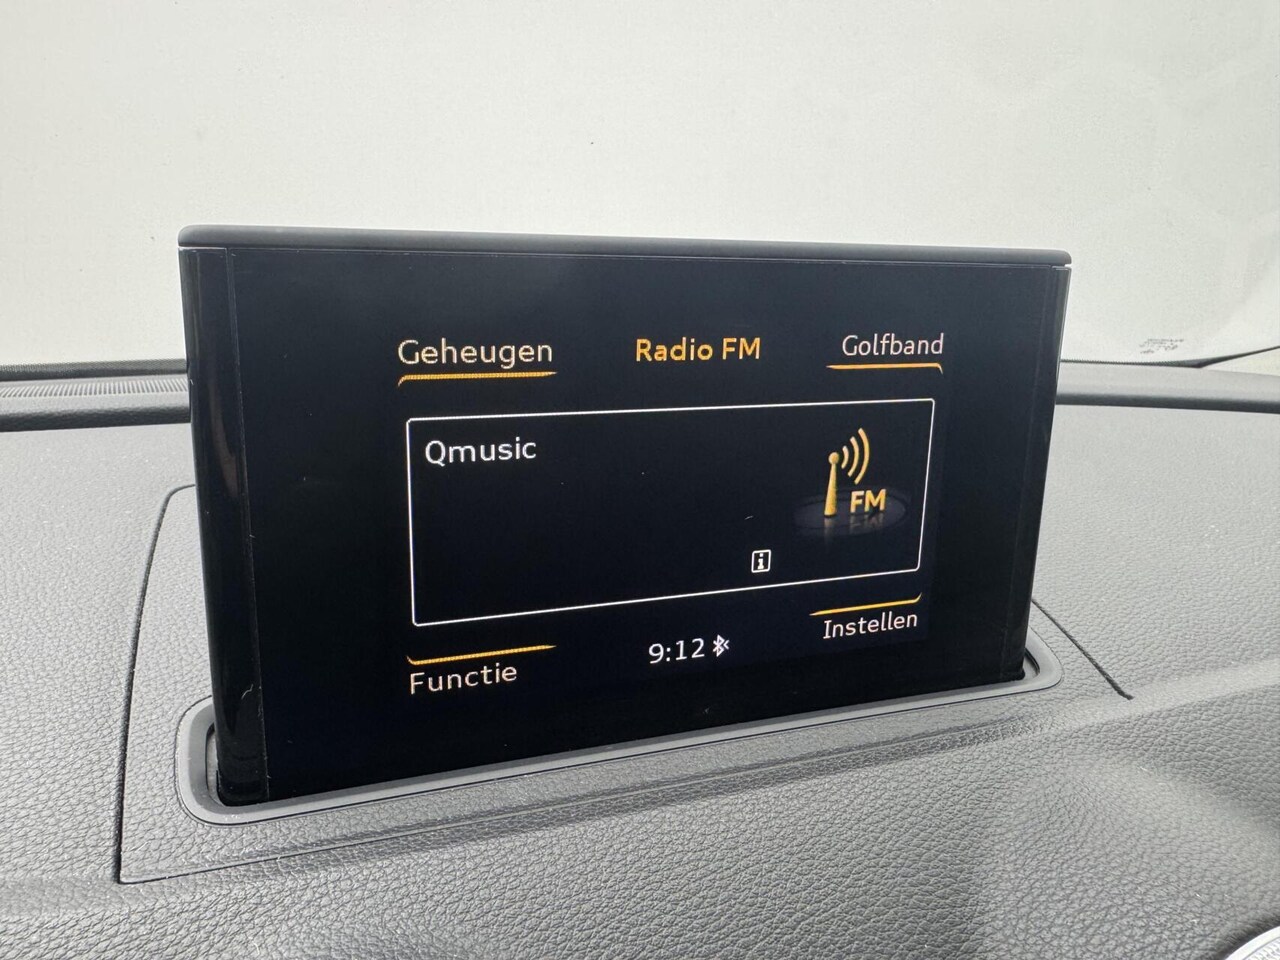 Geheugen
Radio FM
Golfband
Qmusic
FM
i
9:12
Instellen
Functie